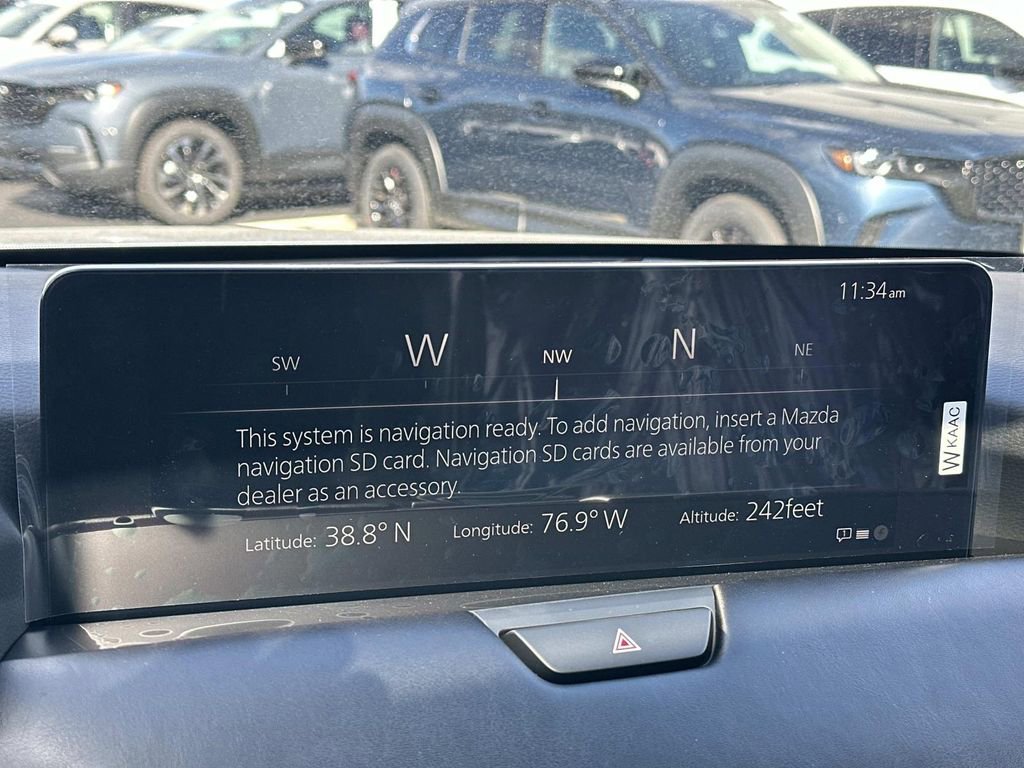 11:34am
SW W NW N NE
This system is navigation ready. To add navigation, insert a Mazda
navigation SD card. Navigation SD cards are available from your
dealer as an accessory.
Latitude: 38.8° N Longitude: 76.9° W Altitude: 242feet
WKAAC
1